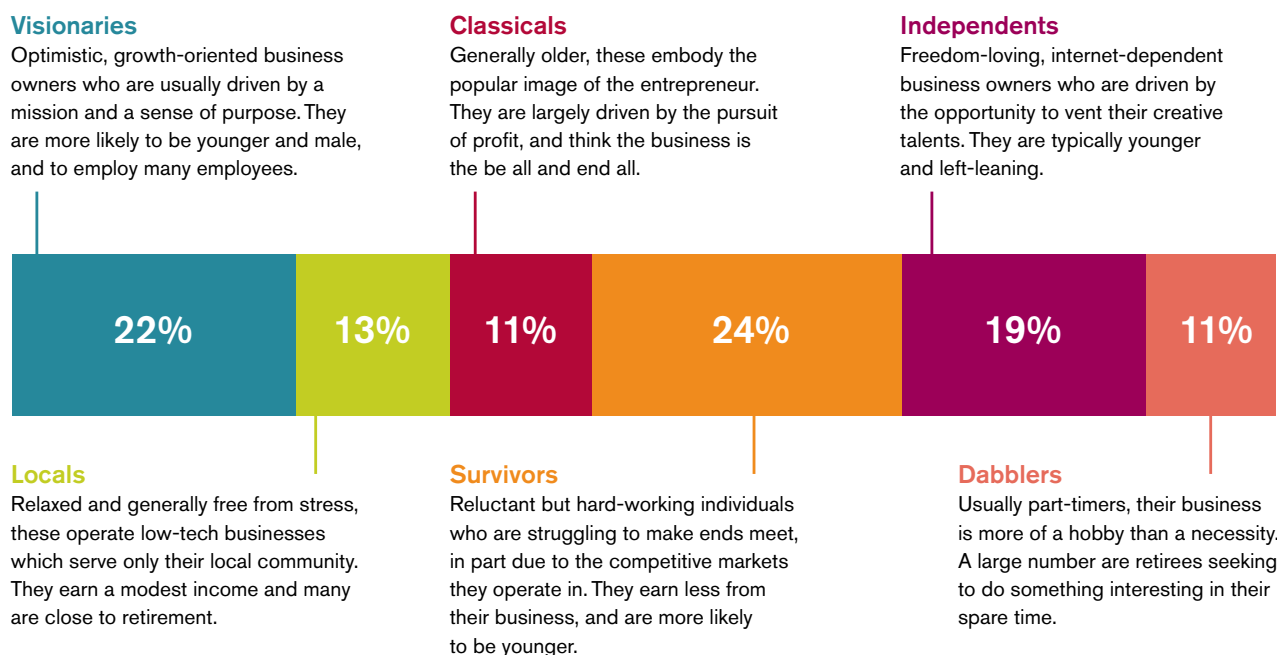 Visionaries
Optimistic, growth-oriented business
owners who are usually driven by a
mission and a sense of purpose. They
are more likely to be younger and male,
and to employ many employees.
Classicals
Generally older, these embody the
popular image of the entrepreneur.
They are largely driven by the pursuit
of profit, and think the business is
the be all and end all.
Independents
Freedom-loving, internet-dependent
business owners who are driven by
the opportunity to vent their creative
talents. They are typically younger
and left-leaning.
22%
13%
11%
24%
19%
11%
Locals
Relaxed and generally free from stress,
these operate low-tech businesses
which serve only their local community.
They earn a modest income and many
are close to retirement.
Survivors
Reluctant but hard-working individuals
who are struggling to make ends meet,
in part due to the competitive markets
they operate in. They earn less from
their business, and are more likely
to be younger.
Dabblers
Usually part-timers, their business
is more of a hobby than a necessity.
A large number are retirees seeking
to do something interesting in their
spare time.